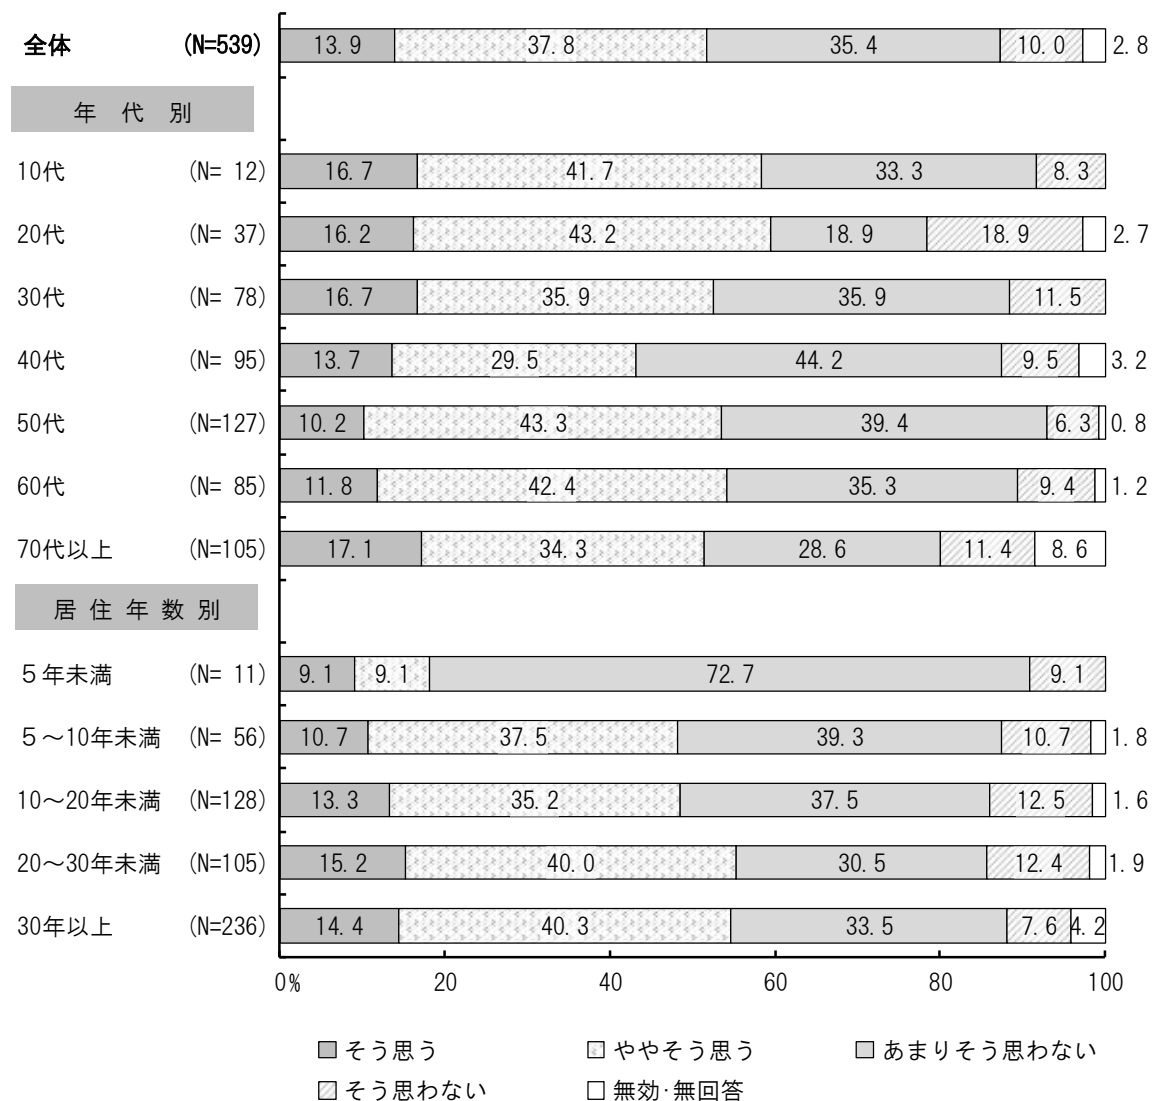 全体 (N=539) 13.9 37.8 35.4 10.0 2.8
年代別
10代 (N= 12) 16.7 41.7 33.3 8.3
20代 (N= 37) 16.2 43.2 18.9 18.9 2.7
30代 (N= 78) 16.7 35.9 35.9 11.5
40代 (N= 95) 13.7 29.5 44.2 9.5 3.2
50代 (N=127) 10.2 43.3 39.4 6.3 0.8
60代 (N= 85) 11.8 42.4 35.3 9.4 1.2
70代以上 (N=105) 17.1 34.3 28.6 11.4 8.6
居住年数別
5年未満 (N= 11) 9.1 9.1 72.7 9.1
5～10年未満 (N= 56) 10.7 37.5 39.3 10.7 1.8
10～20年未満 (N=128) 13.3 35.2 37.5 12.5 1.6
20～30年未満 (N=105) 15.2 40.0 30.5 12.4 1.9
30年以上 (N=236) 14.4 40.3 33.5 7.6 4.2
0% 20 40 60 80 100
そう思う ややそう思う あまりそう思わない
そう思わない 無効・無回答